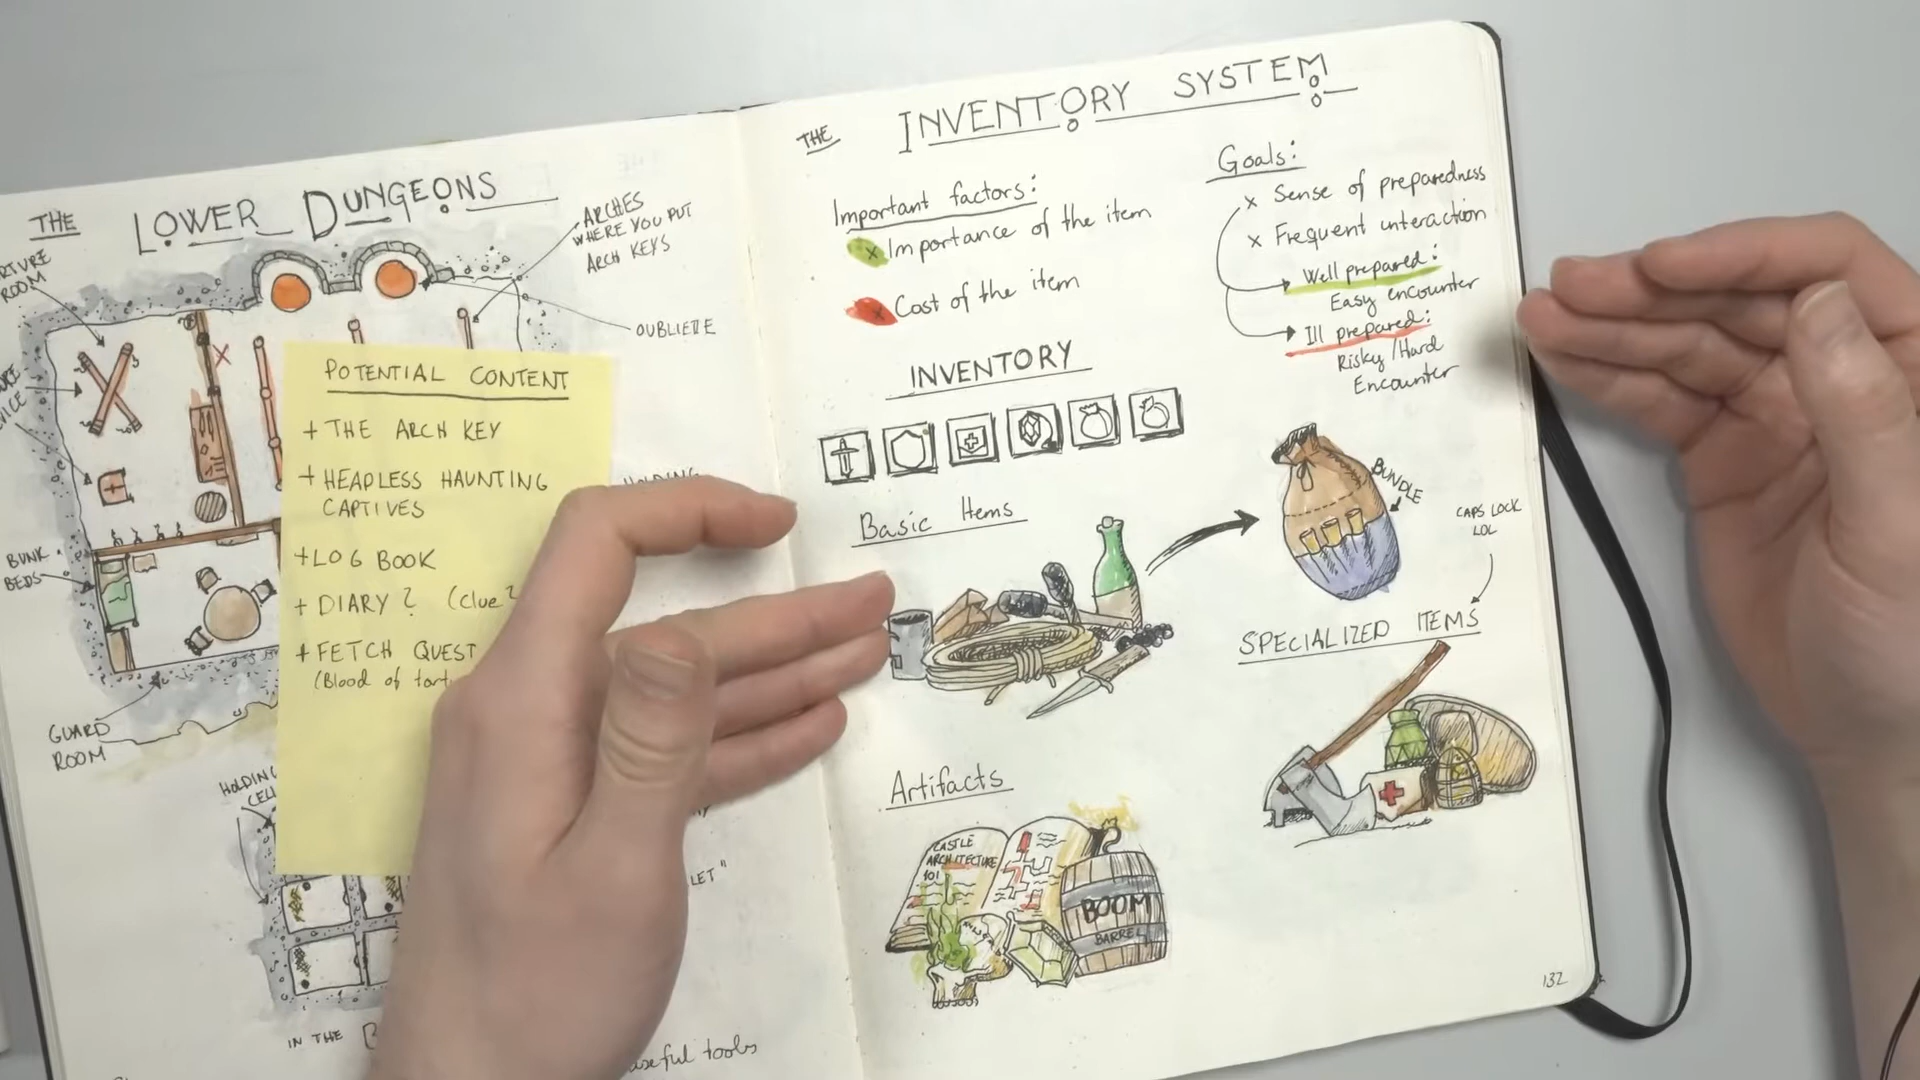 THE
LOWER DUNGEONS
ROOM
ARCHES
WHERE YOU PUT
ARCH KEYS
OUBLIETTE
BUNK
BEDS
GUARD
ROOM
HOLDING
CELL
IN THE
POTENTIAL CONTENT
+ THE ARCH KEY
+ HEADLESS HAUNTING
CAPTIVES
+ LOG BOOK
+ DIARY? (Clue?
+ FETCH QUEST
(Blood of
HOLDING
useful tools
THE
INVENTORY SYSTEM
Important factors:
x Importance of the item
x Cost of the item
Goals:
x Sense of preparedness
x Frequent interaction
Well prepared:
Easy encounter
Ill prepared:
Risky/Hard
Encounter
INVENTORY
Basic Items
BUNDLE
CAPS LOCK
LOL
SPECIALIZED ITEMS
Artifacts
CASTLE
ARCHITECTURE
101
BOOM
BARREL
132